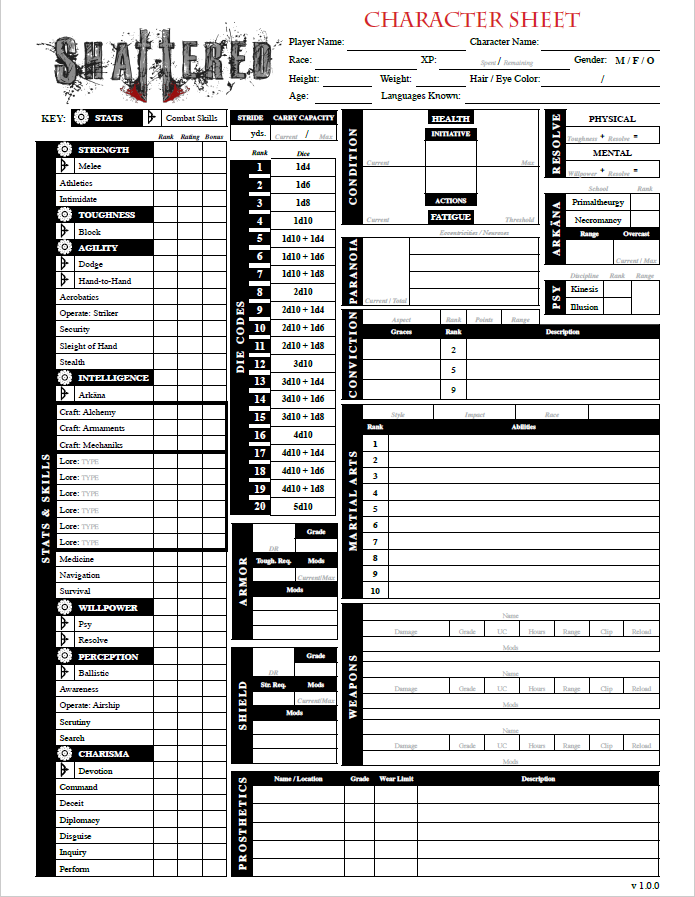 SHATTERED
CHARACTER SHEET
Player Name: Character Name:
Race: XP: Spent / Remaining Gender: M / F / O
Height: Weight: Hair / Eye Color: /
Age: Languages Known:
KEY: STATS Combat Skills
Rank Rating Bonus
STATS & SKILLS
STRENGTH
Melee
Athletics
Intimidate
TOUGHNESS
Block
AGILITY
Dodge
Hand-to-Hand
Acrobatics
Operate: Striker
Security
Sleight of Hand
Stealth
INTELLIGENCE
Arkāna
Craft: Alchemy
Craft: Armaments
Craft: Mechaniks
Lore: TYPE
Lore: TYPE
Lore: TYPE
Lore: TYPE
Lore: TYPE
Lore: TYPE
Medicine
Navigation
Survival
WILLPOWER
Psy
Resolve
PERCEPTION
Ballistic
Awareness
Operate: Airship
Scrutiny
Search
CHARISMA
Devotion
Command
Deceit
Diplomacy
Disguise
Inquiry
Perform
STRIDE CARRY CAPACITY
yds. Current / Max
DIE CODES
Rank Dice
1 1d4
2 1d6
3 1d8
4 1d10
5 1d10 + 1d4
6 1d10 + 1d6
7 1d10 + 1d8
8 2d10
9 2d10 + 1d4
10 2d10 + 1d6
11 2d10 + 1d8
12 3d10
13 3d10 + 1d4
14 3d10 + 1d6
15 3d10 + 1d8
16 4d10
17 4d10 + 1d4
18 4d10 + 1d6
19 4d10 + 1d8
20 5d10
ARMOR
Grade
DR
Tough. Req. Mods
Current/Max
Mods
SHIELD
Grade
DR
Str. Req. Mods
Current/Max
Mods
CONDITION
HEALTH
INITIATIVE
Current Max
ACTIONS
FATIGUE
Current Threshold
RESOLVE
PHYSICAL
Toughness + Resolve =
MENTAL
Willpower + Resolve =
ARKĀNA
School Rank
Primaltheurgy
Necromancy
Range Overcast
Current / Max
PARANOIA
Eccentricities / Neuroses
Current / Total
PSY
Discipline Rank Range
Kinesis
Illusion
CONVICTION
Aspect Rank Points Range
Graces Rank Description
2
5
9
MARTIAL ARTS
Style Impact Race
Rank Abilities
1
2
3
4
5
6
7
8
9
10
WEAPONS
Name
Damage Grade UC Hours Range Clip Reload
Mods
Name
Damage Grade UC Hours Range Clip Reload
Mods
Name
Damage Grade UC Hours Range Clip Reload
Mods
PROSTHETICS
Name / Location Grade Wear Limit Description
v 1.0.0